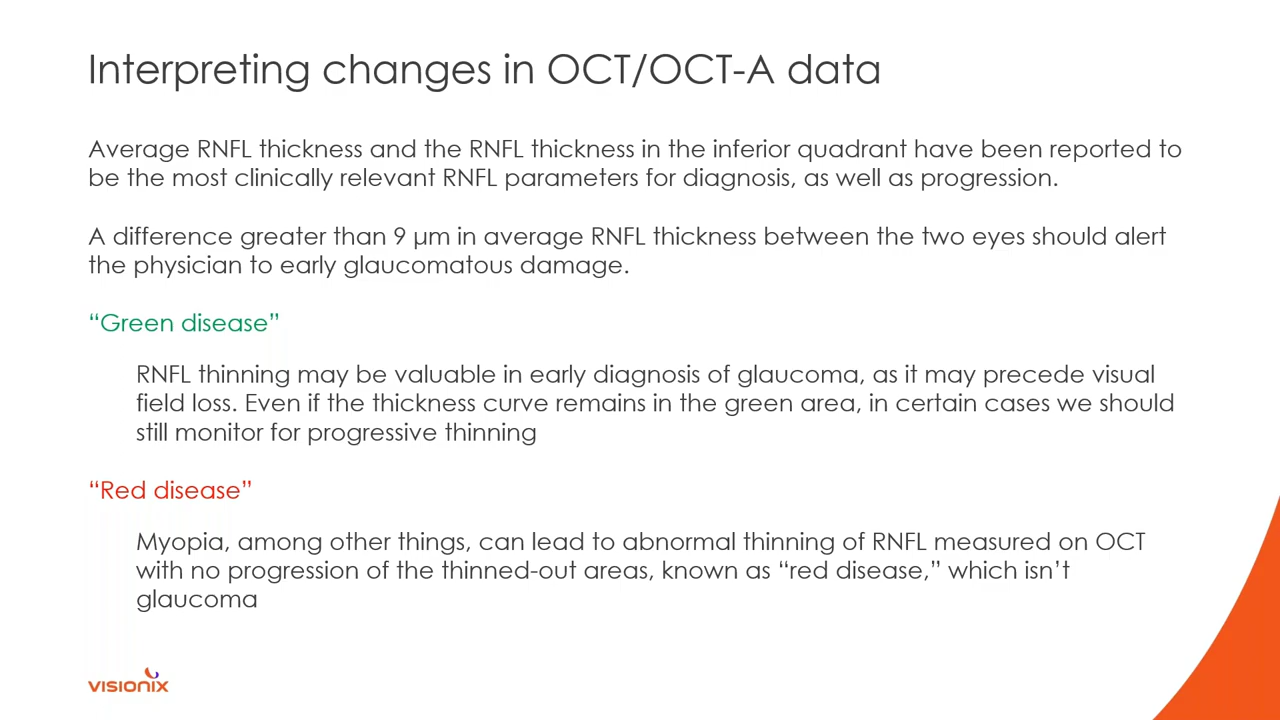 Interpreting changes in OCT/OCT-A data
Average RNFL thickness and the RNFL thickness in the inferior quadrant have been reported to
be the most clinically relevant RNFL parameters for diagnosis, as well as progression.
A difference greater than 9 µm in average RNFL thickness between the two eyes should alert
the physician to early glaucomatous damage.
“Green disease”
RNFL thinning may be valuable in early diagnosis of glaucoma, as it may precede visual
field loss. Even if the thickness curve remains in the green area, in certain cases we should
still monitor for progressive thinning
“Red disease”
Myopia, among other things, can lead to abnormal thinning of RNFL measured on OCT
with no progression of the thinned-out areas, known as “red disease,” which isn’t
glaucoma
VISIONIX